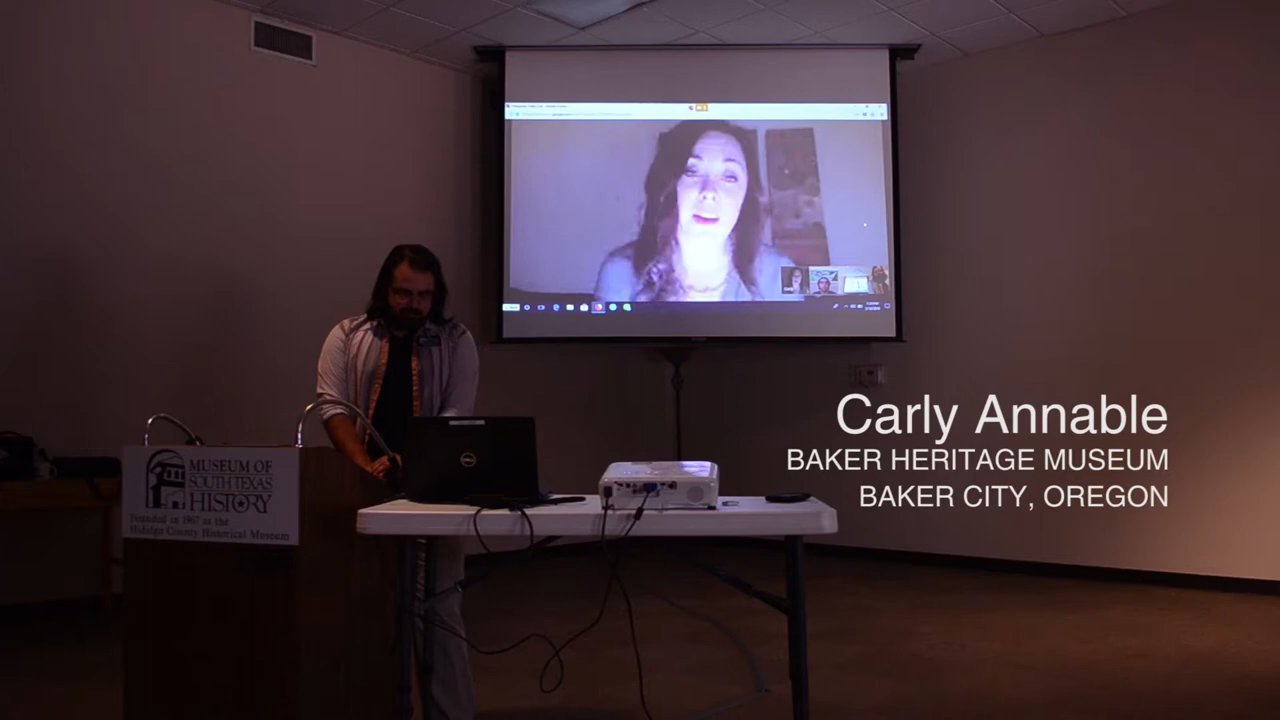 Carly Annable
BAKER HERITAGE MUSEUM
BAKER CITY, OREGON
MUSEUM OF
SOUTH TEXAS
HISTORY
Founded in 1967 as the
Hidalgo County Historical Museum
DELL